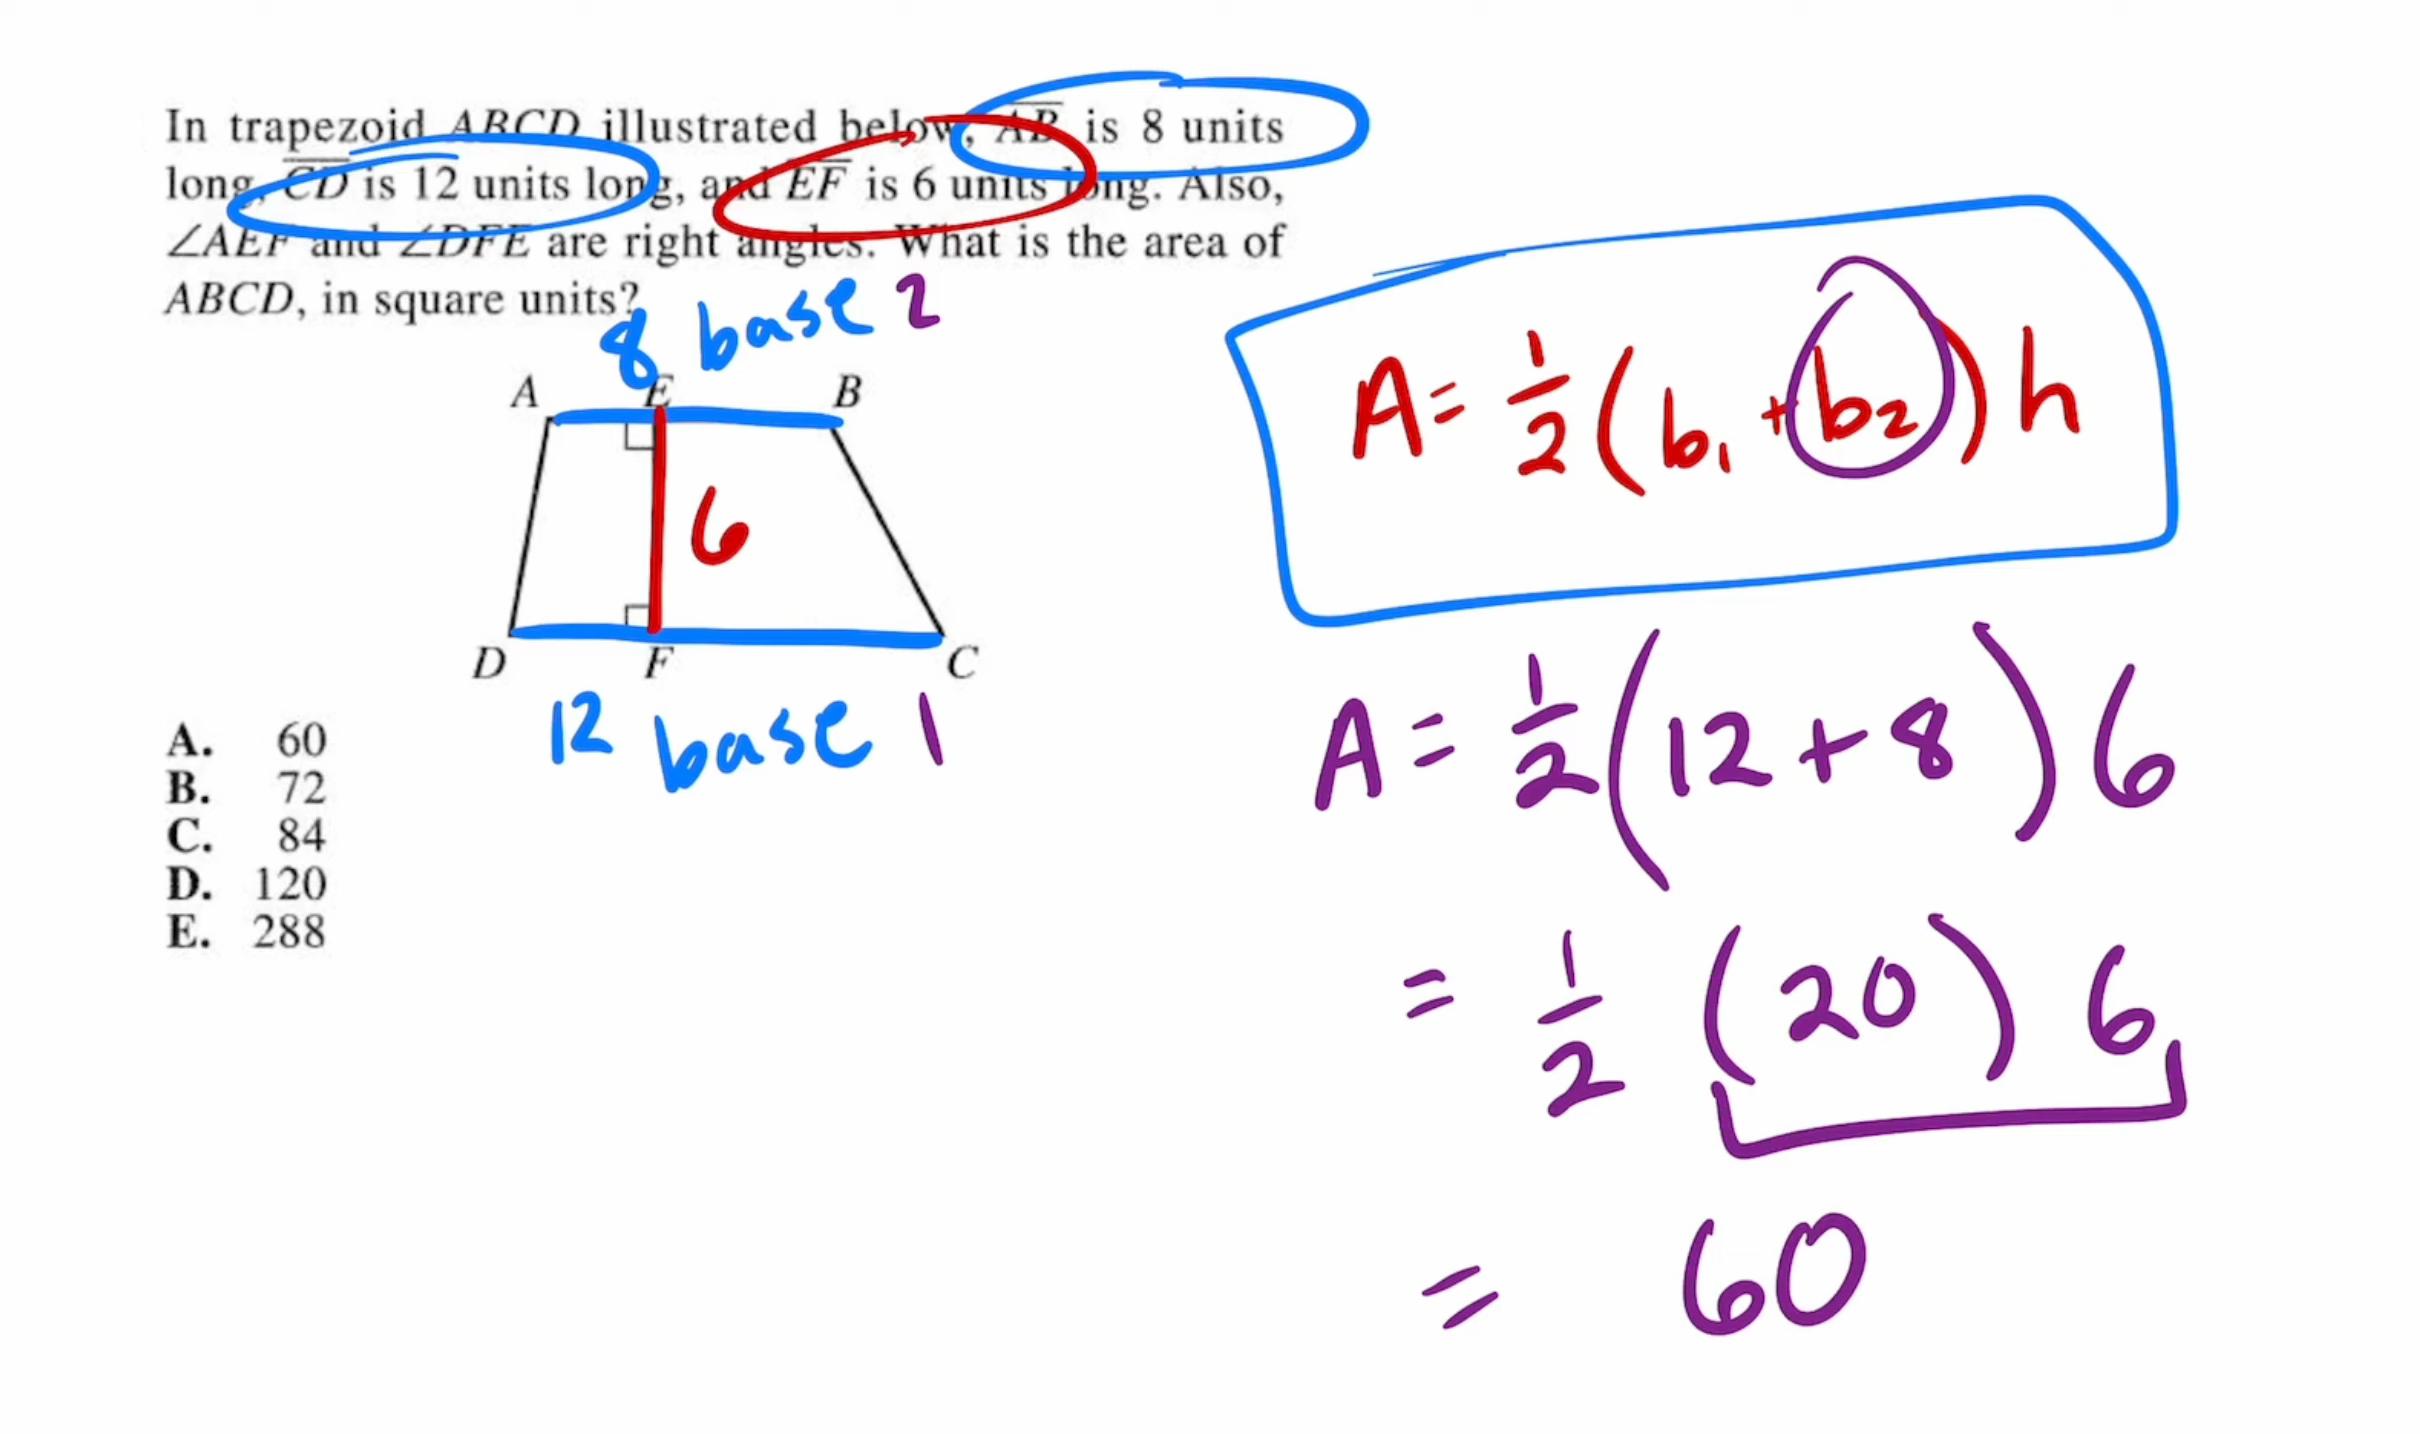 In trapezoid ABCD illustrated below, AB is 8 units
long, CD is 12 units long, and EF is 6 units long. Also,
∠AEF and ∠DFE are right angles. What is the area of
ABCD, in square units?
8 base 2
A E B
6
D F C
12 base 1
A. 60
B. 72
C. 84
D. 120
E. 288
A = 1/2 (b₁ + b₂) h
A = 1/2 (12 + 8) 6
= 1/2 (20) 6
= 60